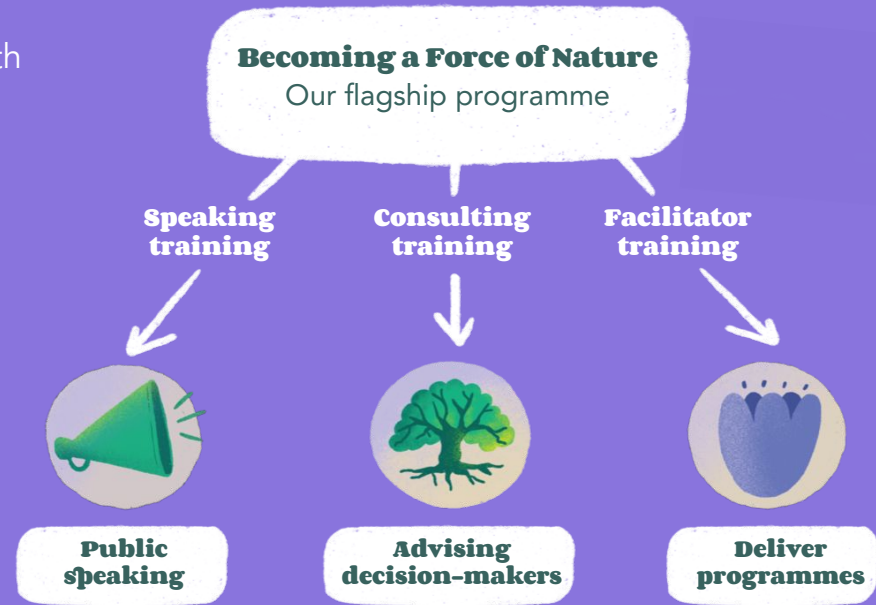 Becoming a Force of Nature
Our flagship programme
Speaking
training
Consulting
training
Facilitator
training
Public
speaking
Advising
decision-makers
Deliver
programmes